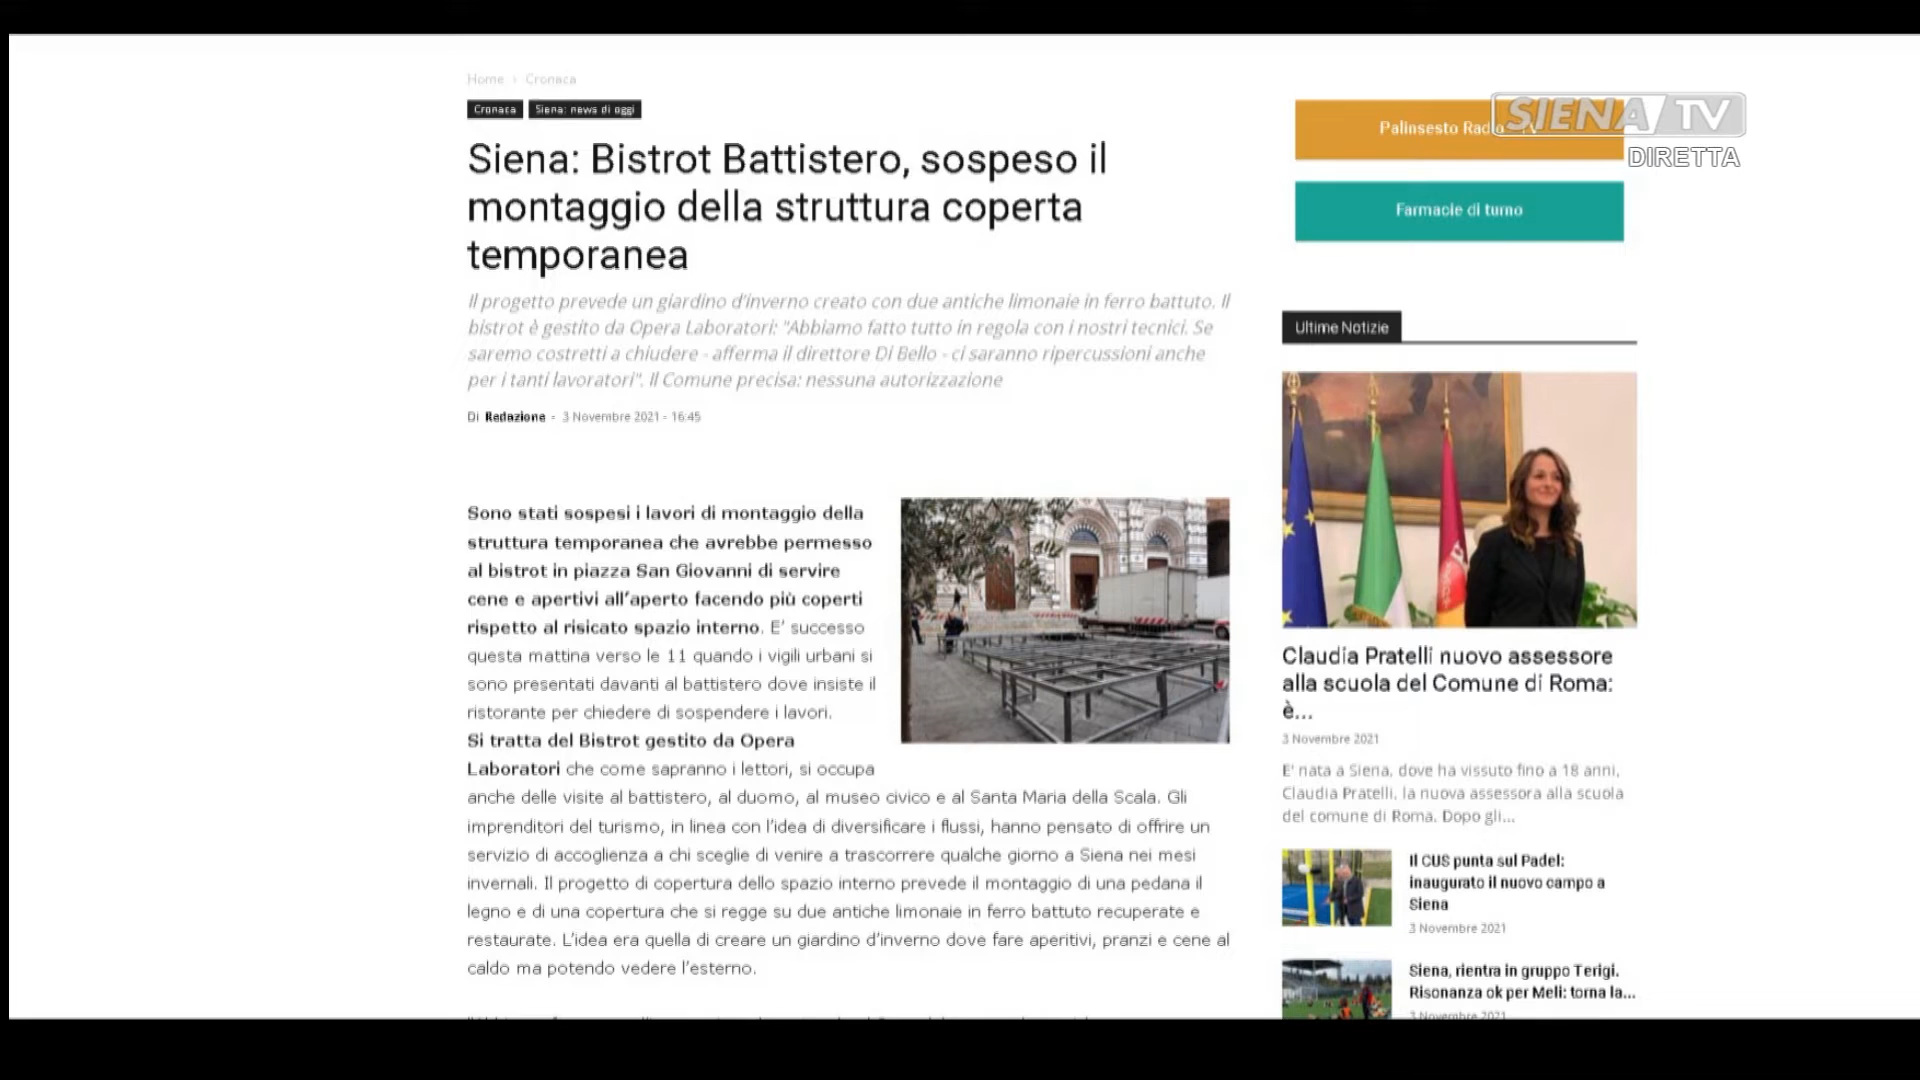 SIENA TV
DIRETTA
Home › Cronaca
Cronaca
Siena: news di oggi
Siena: Bistrot Battistero, sospeso il
montaggio della struttura coperta
temporanea
Il progetto prevede un giardino d'inverno creato con due antiche limonaie in ferro battuto. Il
bistrot è gestito da Opera Laboratori: "Abbiamo fatto tutto in regola con i nostri tecnici. Se
saremo costretti a chiudere - afferma il direttore Di Bello - ci saranno ripercussioni anche
per i tanti lavoratori". Il Comune precisa: nessuna autorizzazione
Di Redazione - 3 Novembre 2021 - 16:45
Sono stati sospesi i lavori di montaggio della
struttura temporanea che avrebbe permesso
al bistrot in piazza San Giovanni di servire
cene e apertivi all'aperto facendo più coperti
rispetto al risicato spazio interno. E' successo
questa mattina verso le 11 quando i vigili urbani si
sono presentati davanti al battistero dove insiste il
ristorante per chiedere di sospendere i lavori.
Si tratta del Bistrot gestito da Opera
Laboratori che come sapranno i lettori, si occupa
anche delle visite al battistero, al duomo, al museo civico e al Santa Maria della Scala. Gli
imprenditori del turismo, in linea con l'idea di diversificare i flussi, hanno pensato di offrire un
servizio di accoglienza a chi sceglie di venire a trascorrere qualche giorno a Siena nei mesi
invernali. Il progetto di copertura dello spazio interno prevede il montaggio di una pedana il
legno e di una copertura che si regge su due antiche limonaie in ferro battuto recuperate e
restaurate. L'idea era quella di creare un giardino d'inverno dove fare aperitivi, pranzi e cene al
caldo ma potendo vedere l'esterno.
Palinsesto Radio - TV
Farmacie di turno
Ultime Notizie
Claudia Pratelli nuovo assessore
alla scuola del Comune di Roma:
è...
3 Novembre 2021
E' nata a Siena, dove ha vissuto fino a 18 anni,
Claudia Pratelli, la nuova assessora alla scuola
del comune di Roma. Dopo gli...
Il CUS punta sul Padel:
inaugurato il nuovo campo a
Siena
3 Novembre 2021
Siena, rientra in gruppo Terigi.
Risonanza ok per Meli: torna la...
3 Novembre 2021